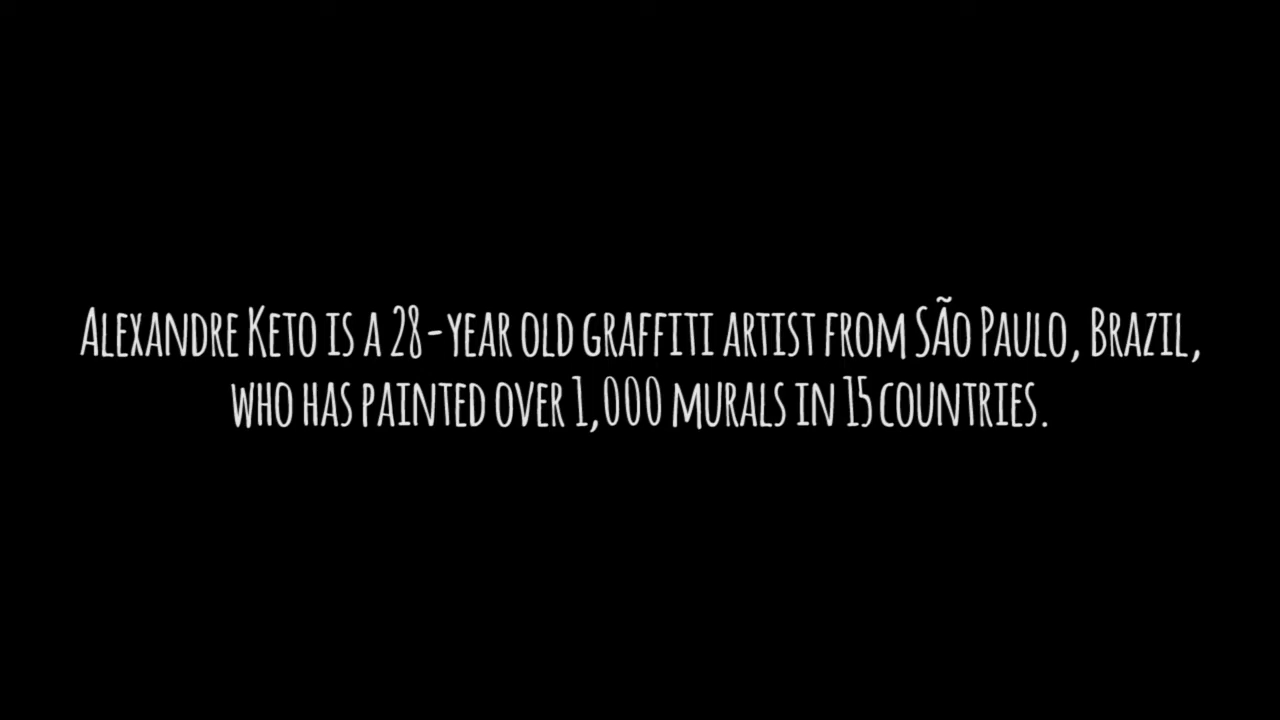 Alexandre Keto is a 28-year old graffiti artist from São Paulo, Brazil,
who has painted over 1,000 murals in 15 countries.